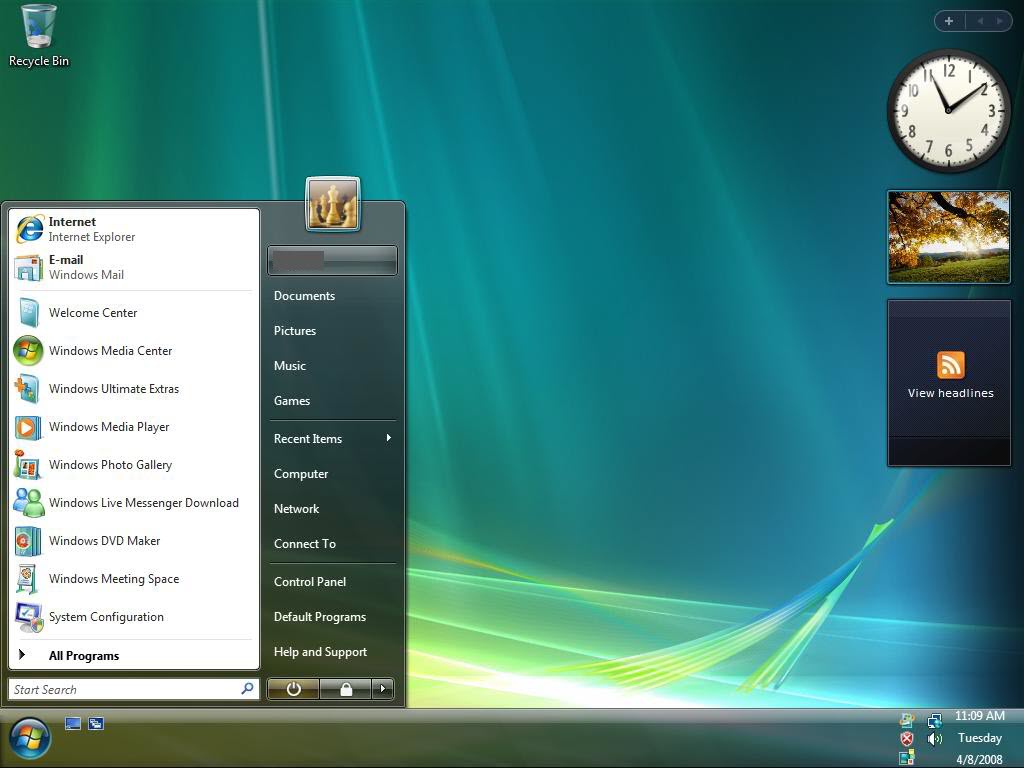 Recycle Bin
12
1
2
3
4
5
6
7
8
9
10
11
Internet
Internet Explorer
E-mail
Windows Mail
Welcome Center
Windows Media Center
Windows Ultimate Extras
Windows Media Player
Windows Photo Gallery
Windows Live Messenger Download
Windows DVD Maker
Windows Meeting Space
System Configuration
All Programs
Start Search
Documents
Pictures
Music
Games
Recent Items
Computer
Network
Connect To
Control Panel
Default Programs
Help and Support
View headlines
11:09 AM
Tuesday
4/8/2008